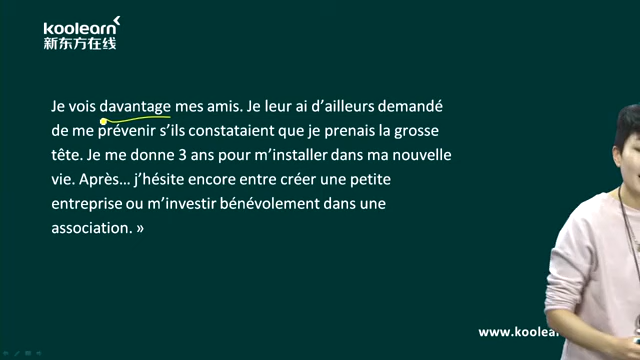 koolearn
新东方在线
Je vois davantage mes amis. Je leur ai d’ailleurs demandé
de me prévenir s’ils constataient que je prenais la grosse
tête. Je me donne 3 ans pour m’installer dans ma nouvelle
vie. Après… j’hésite encore entre créer une petite
entreprise ou m’investir bénévolement dans une
association. »
www.koolearn